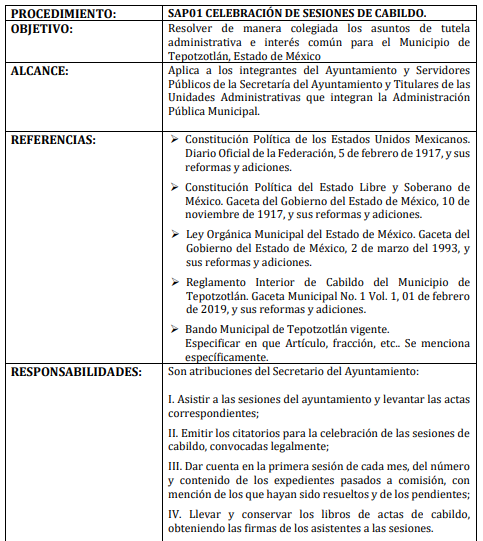 PROCEDIMIENTO: SAP01 CELEBRACIÓN DE SESIONES DE CABILDO.
OBJETIVO: Resolver de manera colegiada los asuntos de tutela
administrativa e interés común para el Municipio de
Tepotzotlán, Estado de México
ALCANCE: Aplica a los integrantes del Ayuntamiento y Servidores
Públicos de la Secretaría del Ayuntamiento y Titulares de las
Unidades Administrativas que integran la Administración
Pública Municipal.
REFERENCIAS: ➢ Constitución Política de los Estados Unidos Mexicanos.
Diario Oficial de la Federación, 5 de febrero de 1917, y sus
reformas y adiciones.
➢ Constitución Política del Estado Libre y Soberano de
México. Gaceta del Gobierno del Estado de México, 10 de
noviembre de 1917, y sus reformas y adiciones.
➢ Ley Orgánica Municipal del Estado de México. Gaceta del
Gobierno del Estado de México, 2 de marzo del 1993, y
sus reformas y adiciones.
➢ Reglamento Interior de Cabildo del Municipio de
Tepotzotlán. Gaceta Municipal No. 1 Vol. 1, 01 de febrero
de 2019, y sus reformas y adiciones.
➢ Bando Municipal de Tepotzotlán vigente.
Especificar en que Artículo, fracción, etc.. Se menciona
específicamente.
RESPONSABILIDADES: Son atribuciones del Secretario del Ayuntamiento:
I. Asistir a las sesiones del ayuntamiento y levantar las actas
correspondientes;
II. Emitir los citatorios para la celebración de las sesiones de
cabildo, convocadas legalmente;
III. Dar cuenta en la primera sesión de cada mes, del número
y contenido de los expedientes pasados a comisión, con
mención de los que hayan sido resueltos y de los pendientes;
IV. Llevar y conservar los libros de actas de cabildo,
obteniendo las firmas de los asistentes a las sesiones.